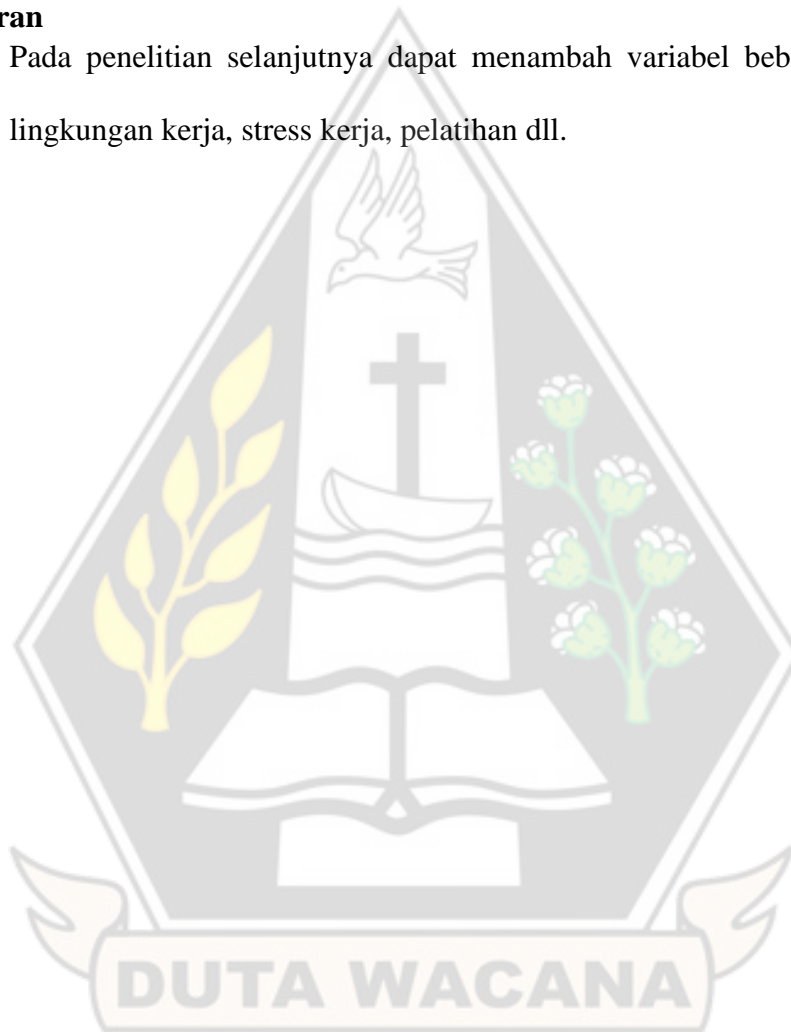 ran
Pada penelitian selanjutnya dapat menambah variabel beb
lingkungan kerja, stress kerja, pelatihan dll.
DUTA WACANA